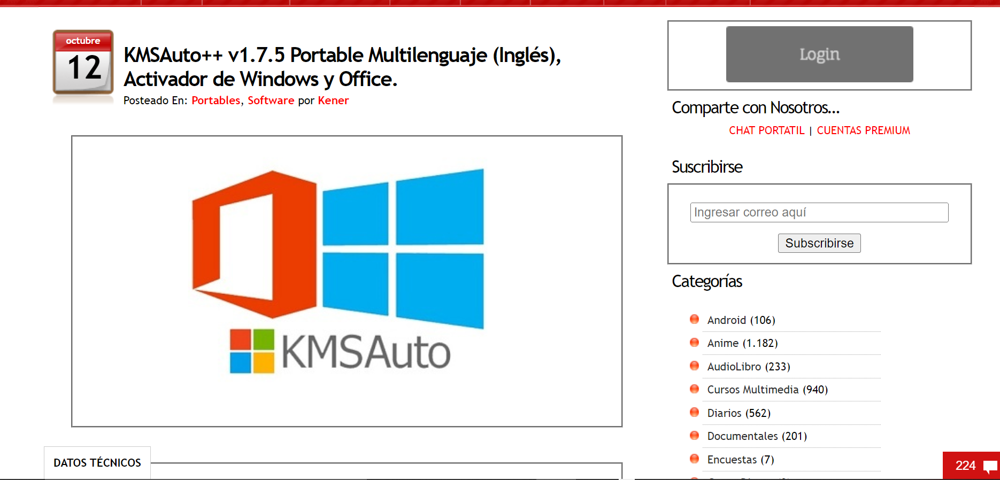 octubre
12
KMSAuto++ v1.7.5 Portable Multilenguaje (Inglés),
Activador de Windows y Office.
Posteado En: Portables, Software por Kener
KMSAuto
DATOS TÉCNICOS
Login
Comparte con Nosotros...
CHAT PORTATIL | CUENTAS PREMIUM
Suscribirse
Ingresar correo aquí
Subscribirse
Categorías
Android (106)
Anime (1.182)
AudioLibro (233)
Cursos Multimedia (940)
Diarios (562)
Documentales (201)
Encuestas (7)
224